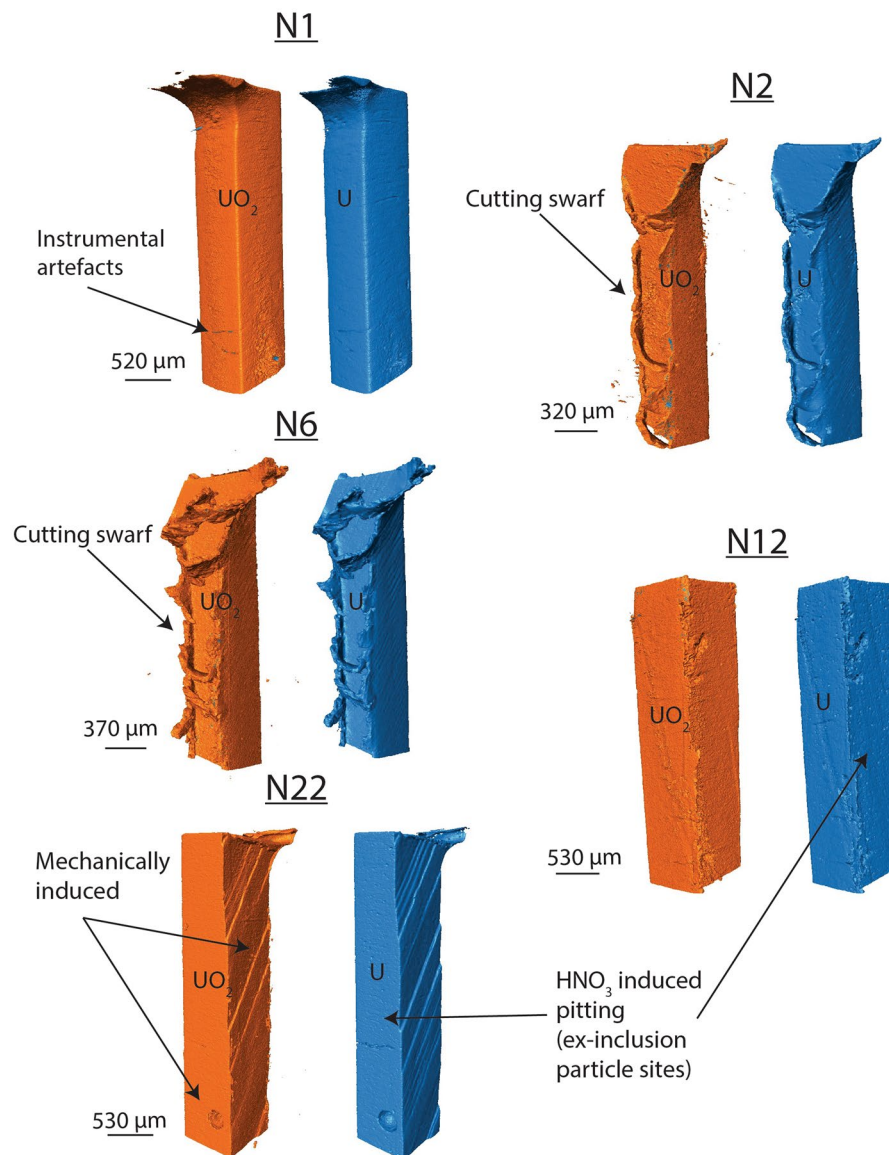 N1
UO₂
U
Instrumental
artefacts
520 µm
N2
Cutting swarf
UO₂
U
320 µm
N6
Cutting swarf
UO₂
U
370 µm
N12
UO₂
U
530 µm
N22
Mechanically
induced
UO₂
U
530 µm
HNO₃ induced
pitting
(ex-inclusion
particle sites)